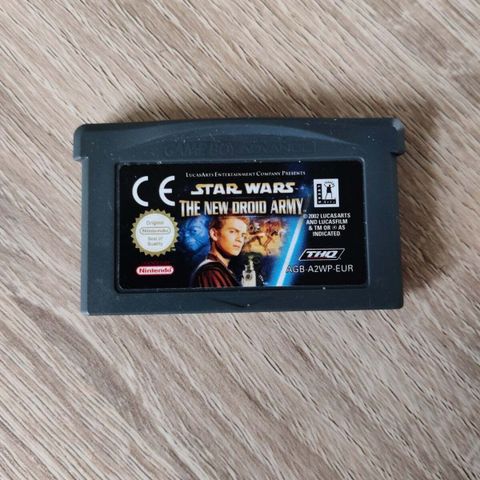 GAME BOY ADVANCE
LUCASARTS ENTERTAINMENT COMPANY PRESENTS
CE
STAR WARS
THE NEW DROID ARMY
Original
Nintendo
Seal of
Quality
Nintendo
© 2002 LUCASARTS
AND LUCASFILM
& TM OR ® AS
INDICATED.
THQ
AGB-A2WP-EUR